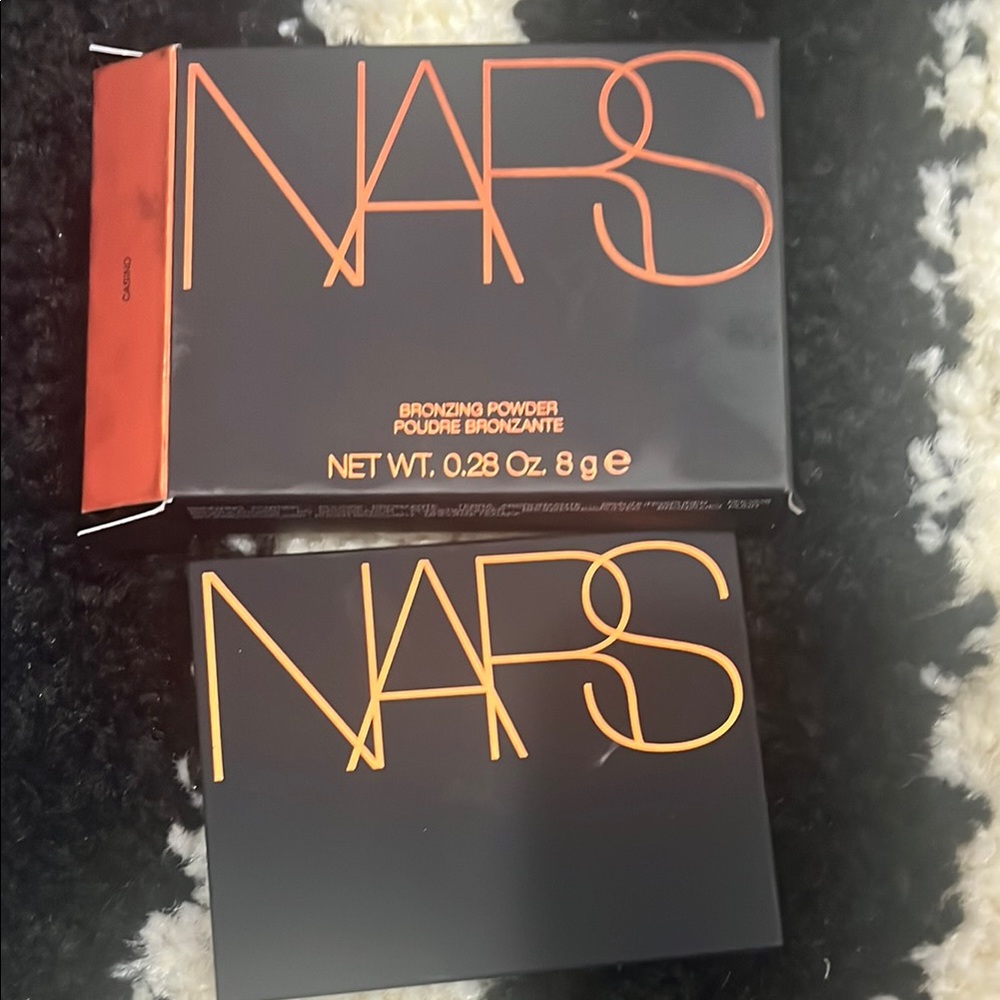 NARS
CASINO
BRONZING POWDER
POUDRE BRONZANTE
NET WT. 0.28 Oz. 8 g e
NARS